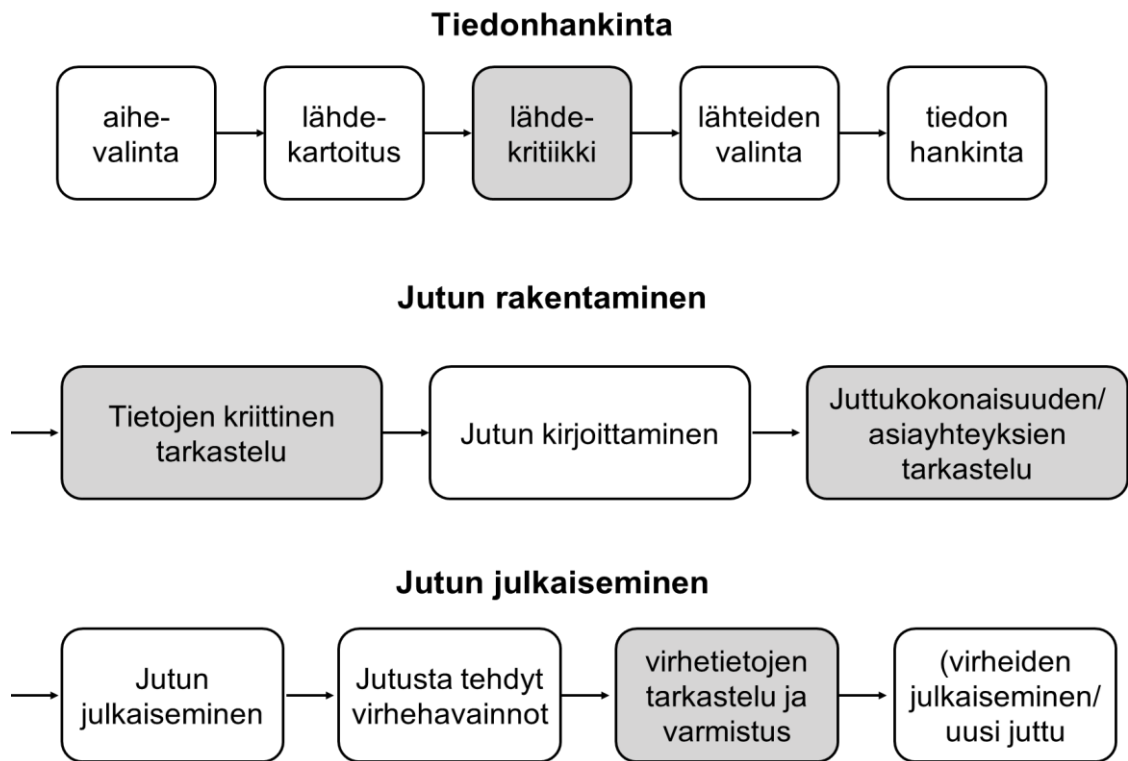 Tiedonhankinta
aihe-
valinta
lähde-
kartoitus
lähde-
kritiikki
lähteiden
valinta
tiedon
hankinta
Jutun rakentaminen
Tietojen kriittinen
tarkastelu
Jutun kirjoittaminen
Juttukokonaisuuden/
asiayhteyksien
tarkastelu
Jutun julkaiseminen
Jutun
julkaiseminen
Jutusta tehdyt
virhehavainnot
virhetietojen
tarkastelu ja
varmistus
(virheiden
julkaiseminen/
uusi juttu